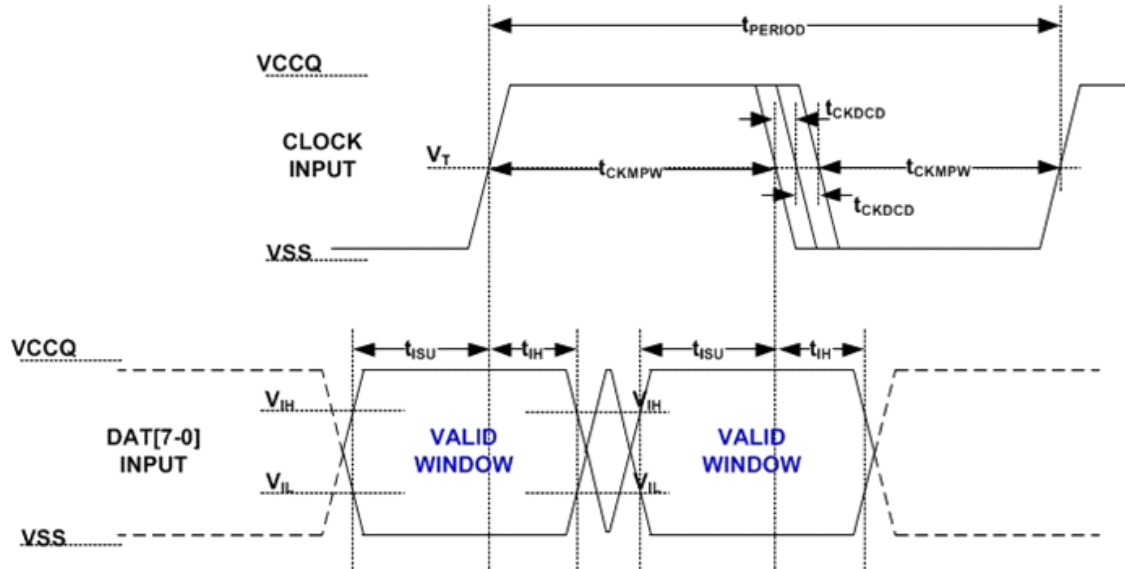 tPERIOD
VCCQ
tCKDCD
CLOCK
INPUT
VT
tCKMPW
tCKMPW
tCKDCD
VSS
VCCQ
tISU
tIH
tISU
tIH
VIH
VIH
DAT[7-0]
INPUT
VALID
WINDOW
VALID
WINDOW
VIL
VIL
VSS